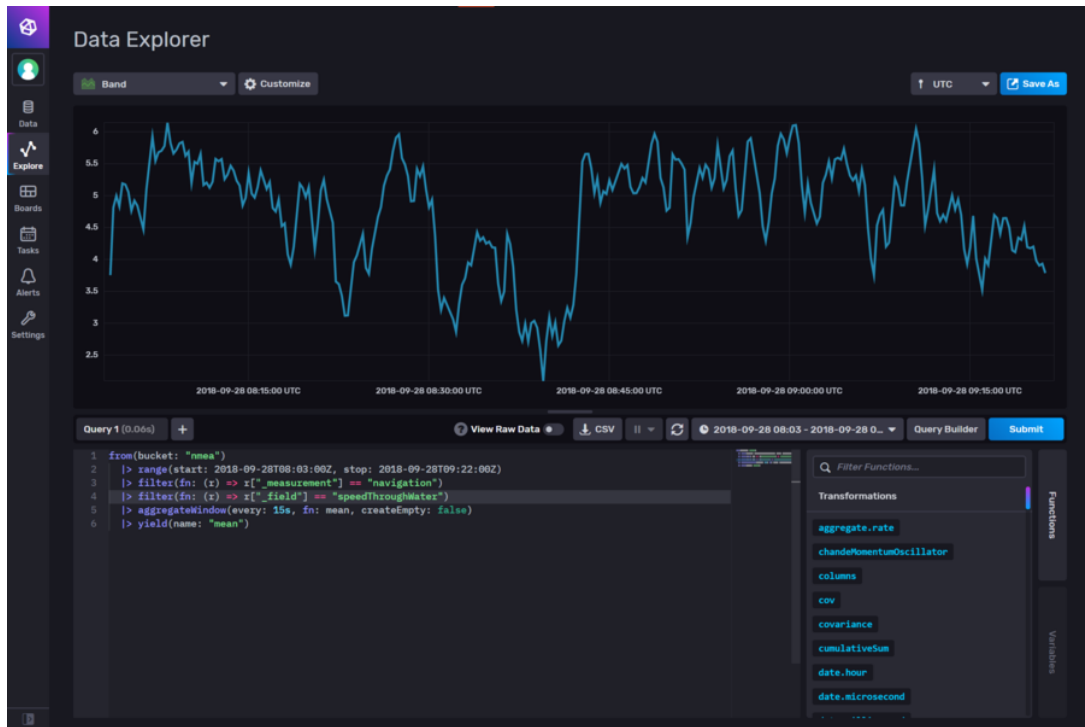 Data Explorer
Band
Customize
UTC
Save As
Data
Explore
Boards
Tasks
Alerts
Settings
6
5.5
5
4.5
4
3.5
3
2.5
2018-09-28 08:15:00 UTC
2018-09-28 08:30:00 UTC
2018-09-28 08:45:00 UTC
2018-09-28 09:00:00 UTC
2018-09-28 09:15:00 UTC
Query 1 (0.06s)
+
? View Raw Data
CSV
2018-09-28 08:03 - 2018-09-28 0...
Query Builder
Submit
1 from(bucket: "nmea")
2 |> range(start: 2018-09-28T08:03:00Z, stop: 2018-09-28T09:22:00Z)
3 |> filter(fn: (r) => r["_measurement"] == "navigation")
4 |> filter(fn: (r) => r["_field"] == "speedThroughWater")
5 |> aggregateWindow(every: 15s, fn: mean, createEmpty: false)
6 |> yield(name: "mean")
Filter Functions...
Transformations
aggregate.rate
chandeMomentumOscillator
columns
cov
covariance
cumulativeSum
date.hour
date.microsecond
Functions
Variables